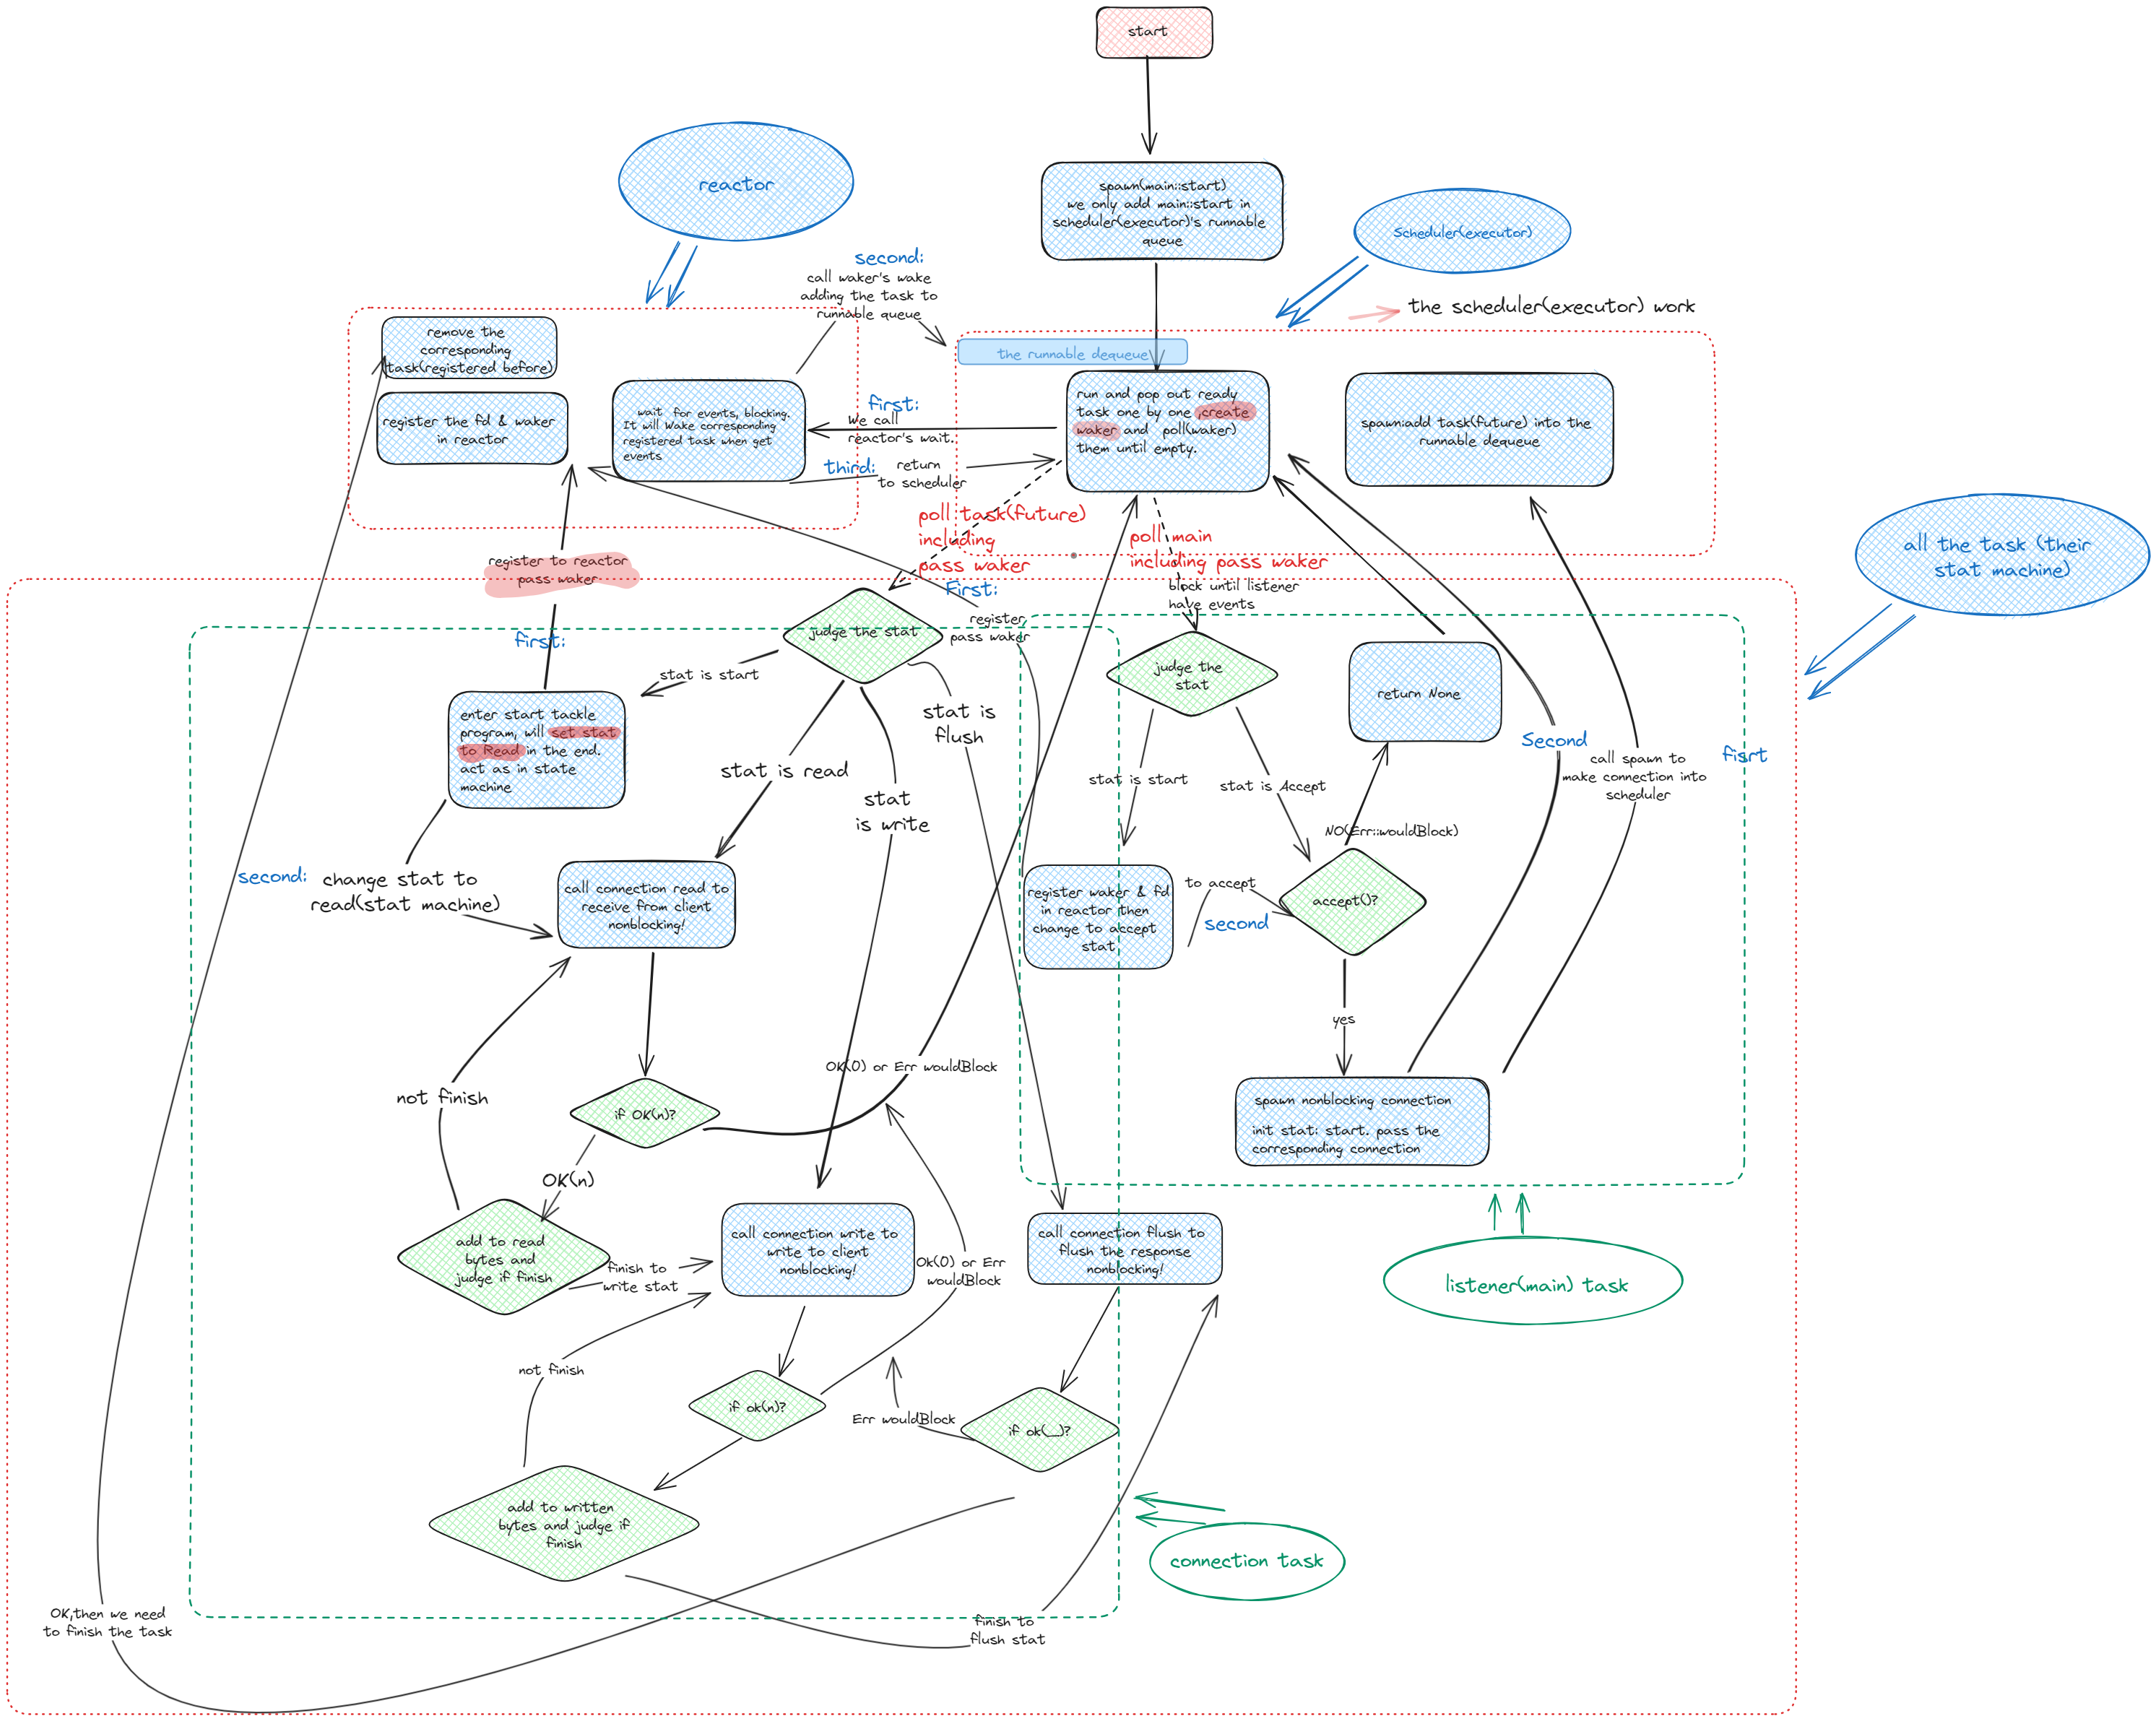 start
reactor
spawn(main::start)
we only add main::start in
scheduler(executor)'s runnable
queue
Scheduler(executor)
second:
call waker's wake
adding the task to
runnable queue
the scheduler(executor) work
remove the
corresponding
task(registered before)
register the fd & waker
in reactor
wait for events, blocking.
It will Wake corresponding
registered task when get
events
first:
We call
reactor's wait.
third:
return
to scheduler
the runnable dequeue
run and pop out ready
task one by one ,create
waker and poll(waker)
them until empty.
spawn:add task(future) into the
runnable dequeue
poll task(future)
including
pass waker
poll main
including pass waker
block until listener
have events
all the task (their
stat machine)
register to reactor
pass waker
first:
First:
register
pass waker
judge the stat
stat is start
enter start tackle
program, will set stat
to Read in the end.
act as in state
machine
stat is read
stat
is write
stat is
flush
judge the
stat
stat is start
stat is Accept
return None
NO(Err::wouldBlock)
Second
call spawn to
make connection into
scheduler
fisrt
second:
change stat to
read(stat machine)
call connection read to
receive from client
nonblocking!
register waker & fd
in reactor then
change to accept
stat
to accept
second
accept()?
yes
spawn nonblocking connection
init stat: start. pass the
corresponding connection
not finish
if OK(n)?
OK(0) or Err wouldBlock
OK(n)
add to read
bytes and
judge if finish
finish to
write stat
call connection write to
write to client
nonblocking!
Ok(0) or Err
wouldBlock
call connection flush to
flush the response
nonblocking!
listener(main) task
not finish
if ok(n)?
Err wouldBlock
if ok(__)?
add to written
bytes and judge if
finish
connection task
OK,then we need
to finish the task
finish to
flush stat